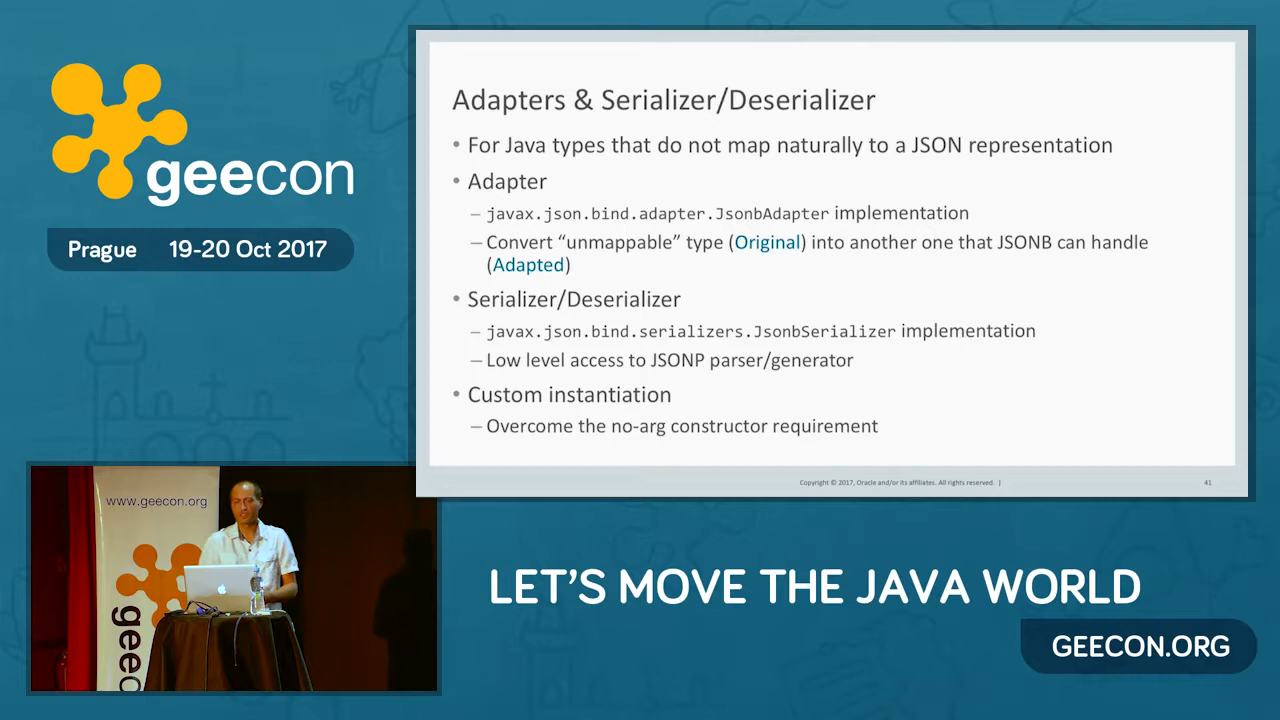 geecon
Prague 19-20 Oct 2017
Adapters & Serializer/Deserializer
• For Java types that do not map naturally to a JSON representation
• Adapter
– javax.json.bind.adapter.JsonbAdapter implementation
– Convert “unmappable” type (Original) into another one that JSONB can handle
(Adapted)
• Serializer/Deserializer
– javax.json.bind.serializers.JsonbSerializer implementation
– Low level access to JSONP parser/generator
• Custom instantiation
– Overcome the no-arg constructor requirement
Copyright © 2017, Oracle and/or its affiliates. All rights reserved. |
41
www.geecon.org
geec
LET’S MOVE THE JAVA WORLD
GEECON.ORG